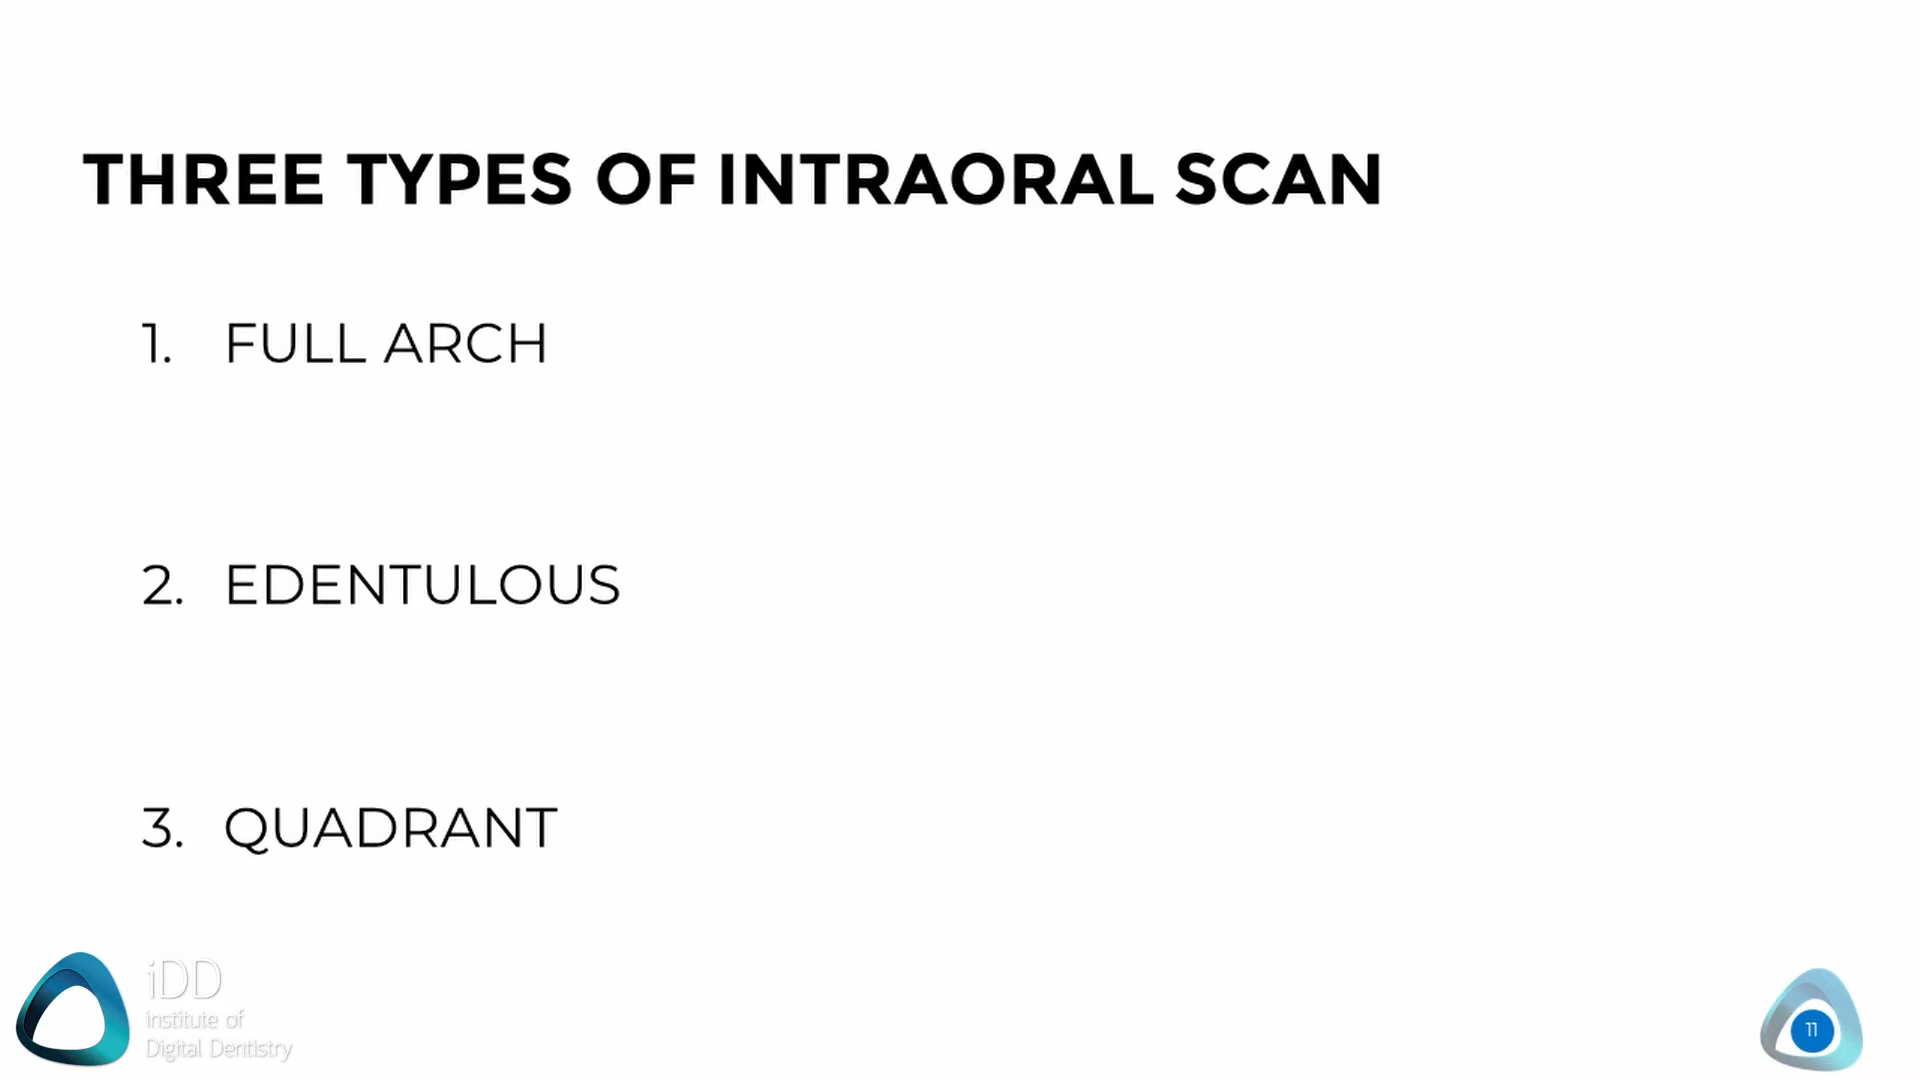 THREE TYPES OF INTRAORAL SCAN
1. FULL ARCH
2. EDENTULOUS
3. QUADRANT
iDD
institute of
Digital Dentistry
11